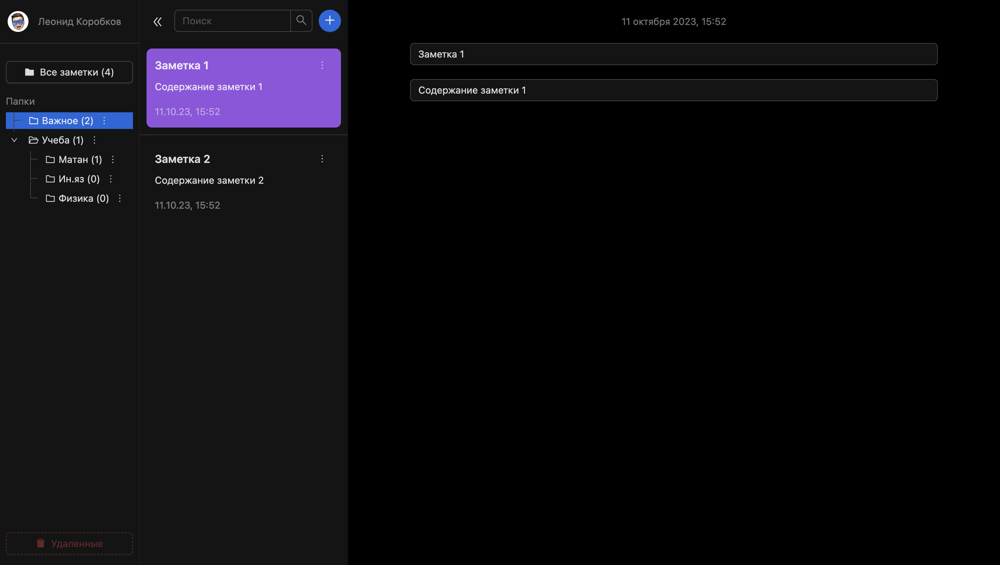 Леонид Коробков
Все заметки (4)
Папки
Важное (2)
Учеба (1)
Матан (1)
Ин.яз (0)
Физика (0)
Удаленные
Поиск
Заметка 1
Содержание заметки 1
11.10.23, 15:52
Заметка 2
Содержание заметки 2
11.10.23, 15:52
11 октября 2023, 15:52
Заметка 1
Содержание заметки 1